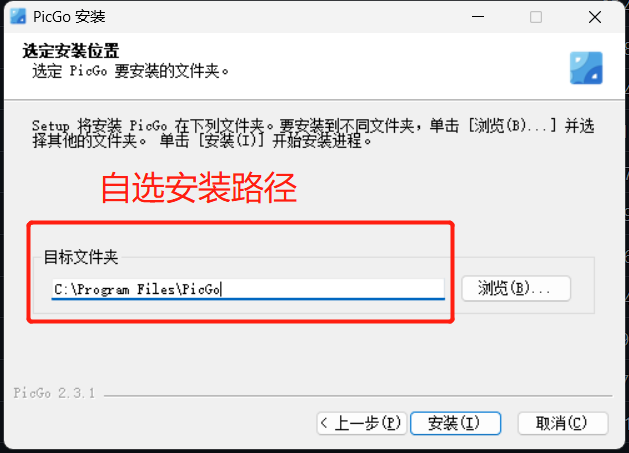 PicGo 安装
选定安装位置
选定 PicGo 要安装的文件夹。
Setup 将安装 PicGo 在下列文件夹。要安装到不同文件夹，单击 [浏览(B)...] 并选
择其他的文件夹。 单击 [安装(I)] 开始安装进程。
自选安装路径
目标文件夹
C:\Program Files\PicGo
浏览(B)...
PicGo 2.3.1
< 上一步(P)
安装(I)
取消(C)